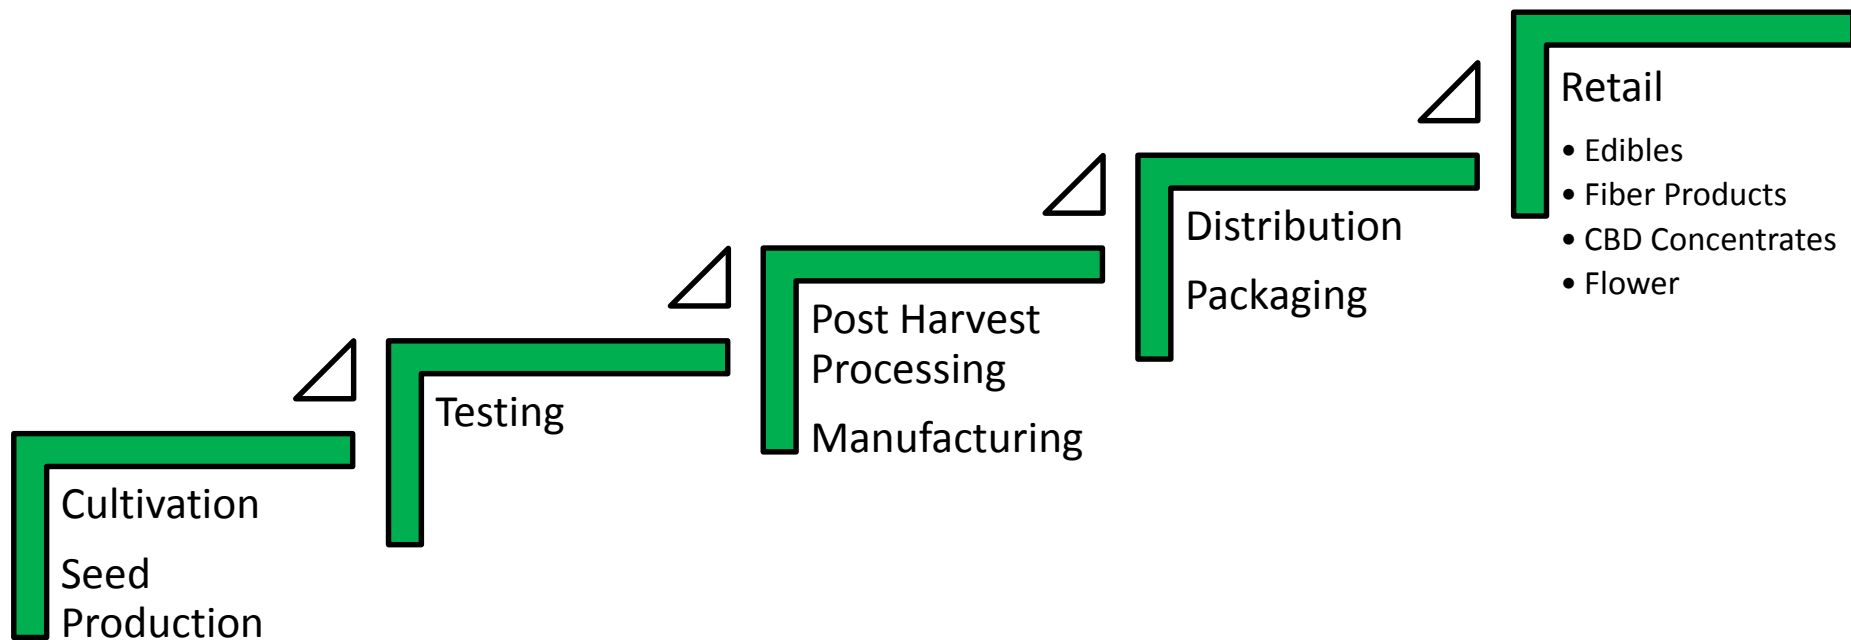 Cultivation
Seed
Production
Testing
Post Harvest
Processing
Manufacturing
Distribution
Packaging
Retail
• Edibles
• Fiber Products
• CBD Concentrates
• Flower